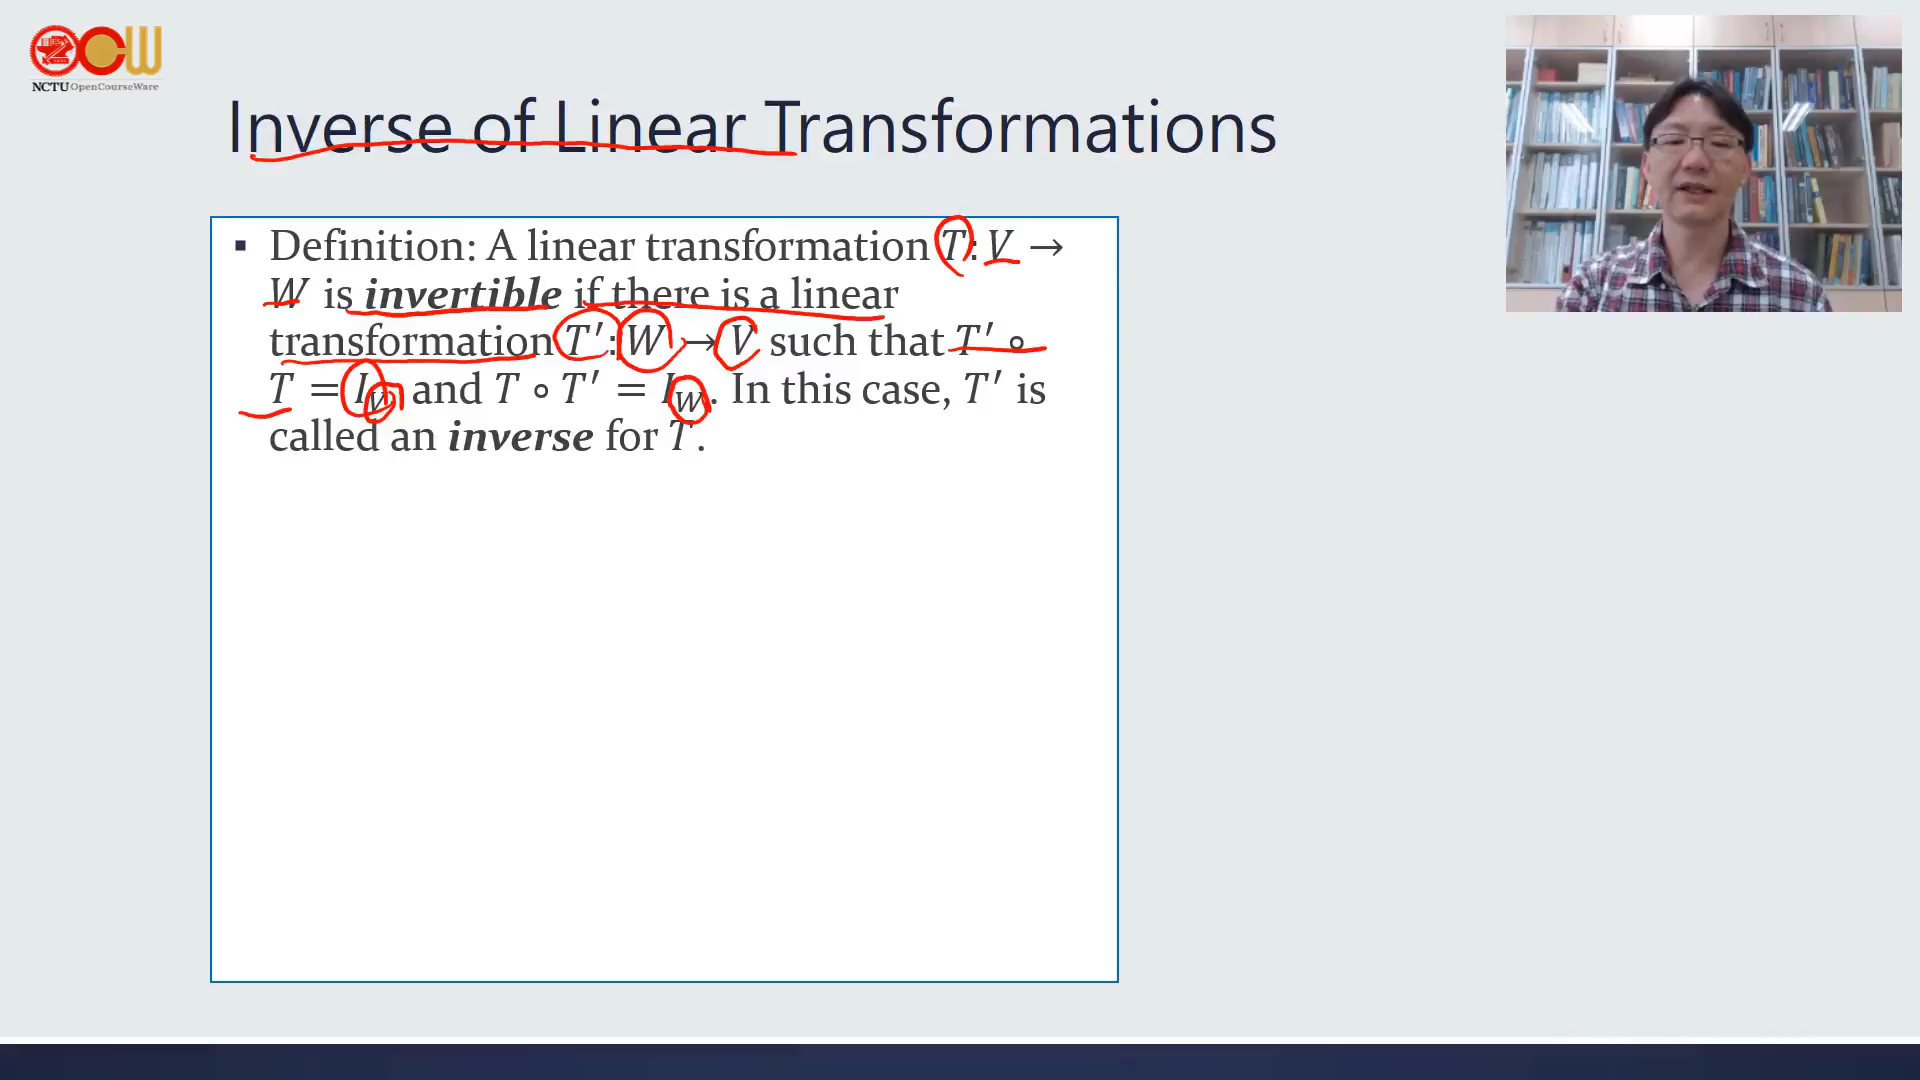 OCW
NCTU OpenCourseWare
Inverse of Linear Transformations
▪ Definition: A linear transformation T: V →
W is invertible if there is a linear
transformation T′: W → V such that T′ ∘
T = I_V and T ∘ T′ = I_W. In this case, T′ is
called an inverse for T.